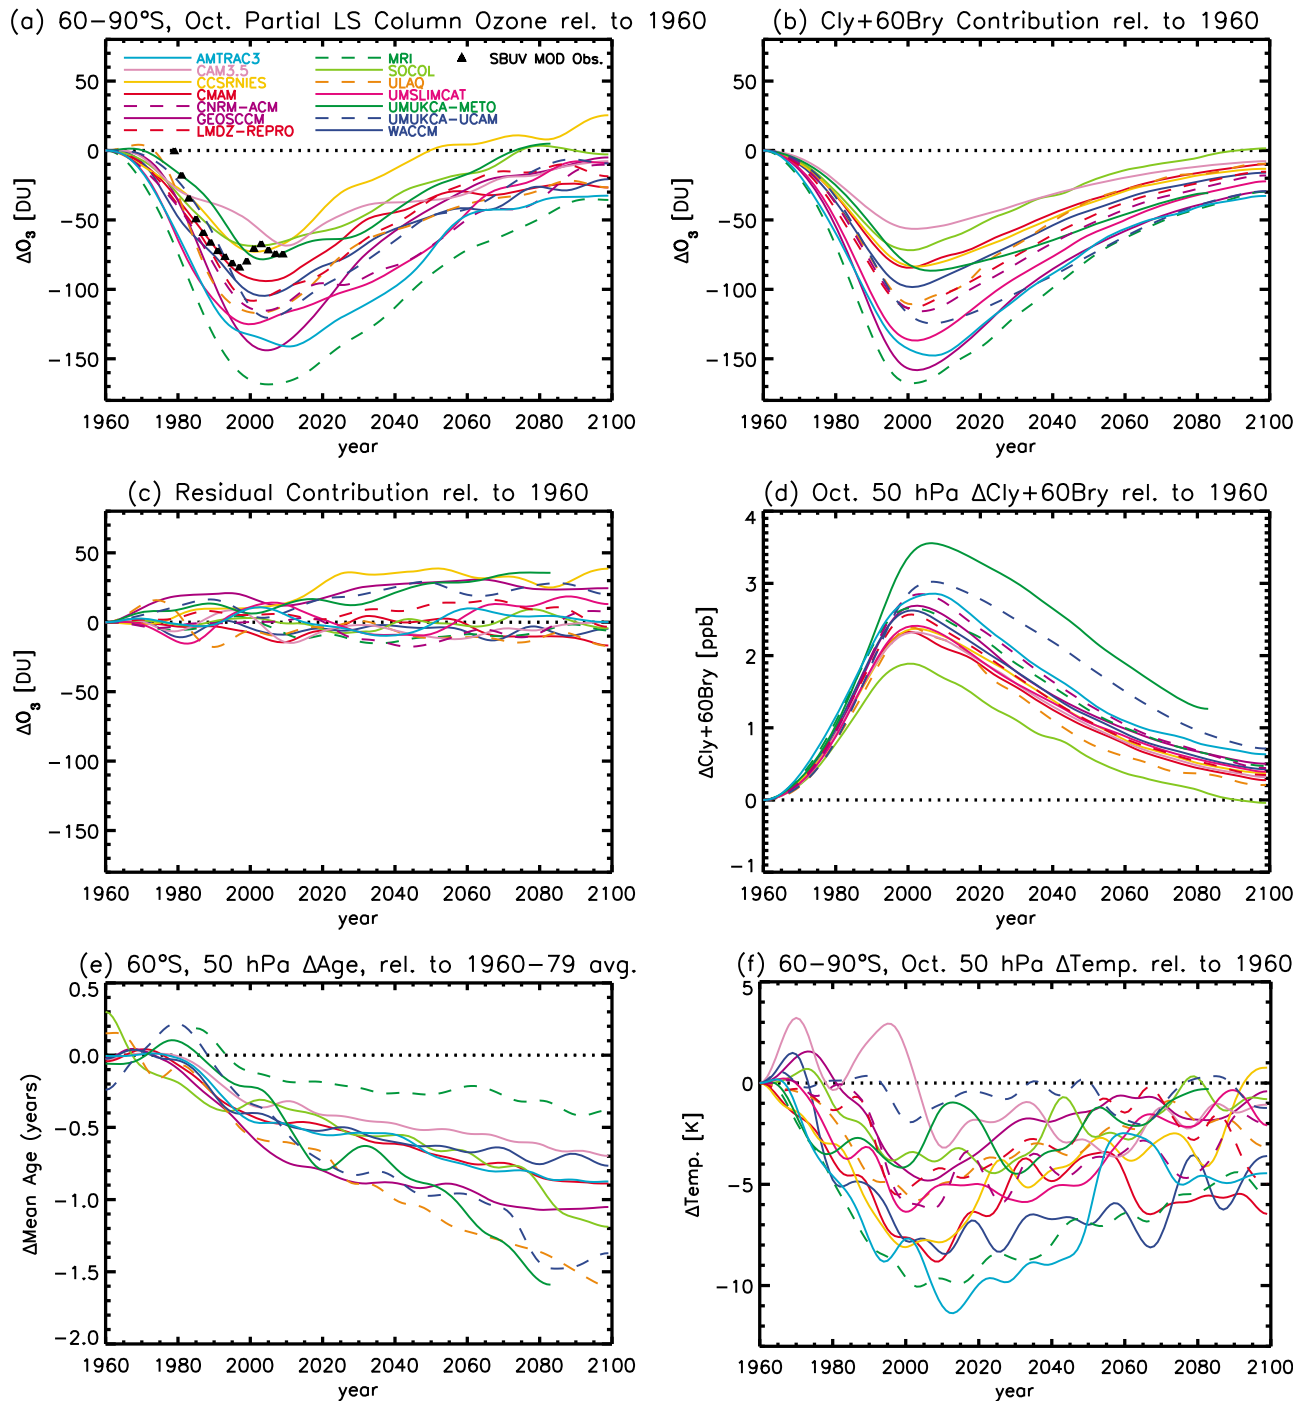 (a) 60−90°S, Oct. Partial LS Column Ozone rel. to 1960
50
0
−50
−100
−150
ΔO₃ [DU]
AMTRAC3
CAM3.5
CCSRNIES
CMAM
CNRM−ACM
GEOSCCM
LMDZ−REPRO
MRI
SOCOL
ULAQ
UMSLIMCAT
UMUKCA−METO
UMUKCA−UCAM
WACCM
SBUV MOD Obs.
1960 1980 2000 2020 2040 2060 2080 2100
year
(b) Cly+60Bry Contribution rel. to 1960
50
0
−50
−100
−150
ΔO₃ [DU]
1960 1980 2000 2020 2040 2060 2080 2100
year
(c) Residual Contribution rel. to 1960
50
0
−50
−100
−150
ΔO₃ [DU]
1960 1980 2000 2020 2040 2060 2080 2100
year
(d) Oct. 50 hPa ΔCly+60Bry rel. to 1960
4
3
2
1
0
−1
ΔCly+60Bry [ppb]
1960 1980 2000 2020 2040 2060 2080 2100
year
(e) 60°S, 50 hPa ΔAge, rel. to 1960−79 avg.
0.5
0.0
−0.5
−1.0
−1.5
−2.0
ΔMean Age (years)
1960 1980 2000 2020 2040 2060 2080 2100
year
(f) 60−90°S, Oct. 50 hPa ΔTemp. rel. to 1960
5
0
−5
−10
ΔTemp. [K]
1960 1980 2000 2020 2040 2060 2080 2100
year